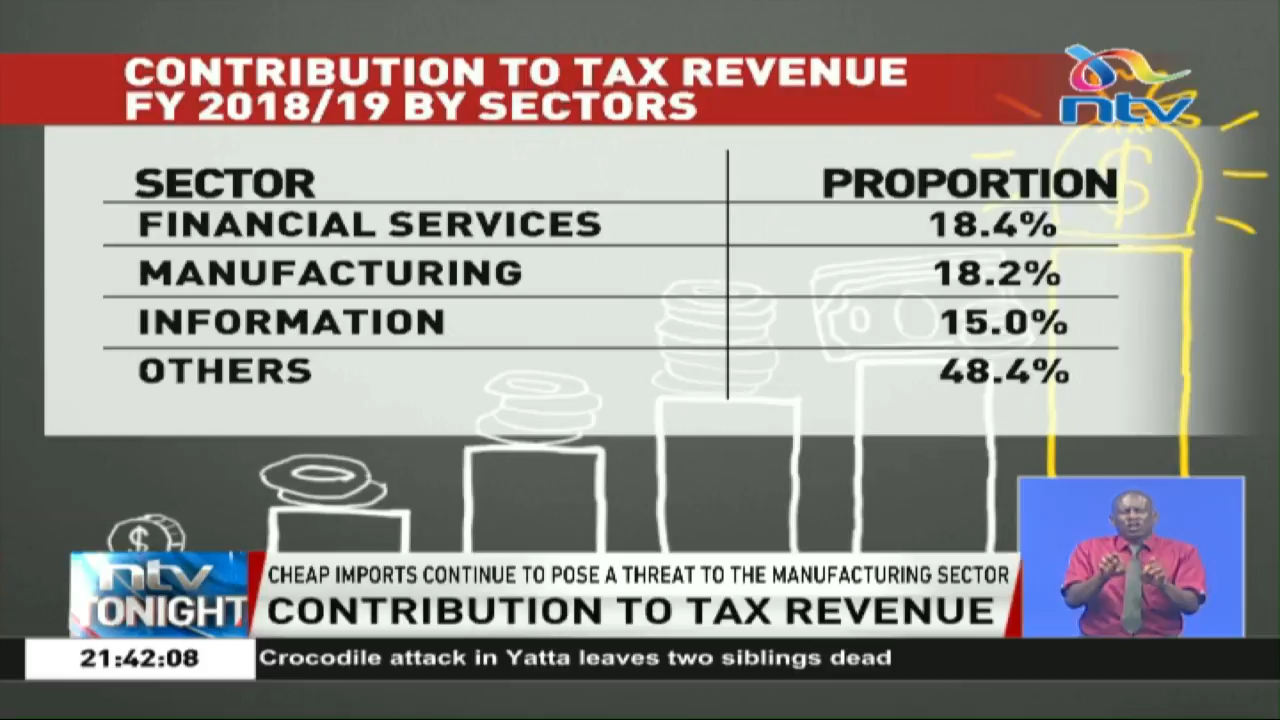 CONTRIBUTION TO TAX REVENUE
FY 2018/19 BY SECTORS
ntv
SECTOR PROPORTION
FINANCIAL SERVICES 18.4%
MANUFACTURING 18.2%
INFORMATION 15.0%
OTHERS 48.4%
$
$
ntv
TONIGHT
CHEAP IMPORTS CONTINUE TO POSE A THREAT TO THE MANUFACTURING SECTOR
CONTRIBUTION TO TAX REVENUE
21:42:08 Crocodile attack in Yatta leaves two siblings dead